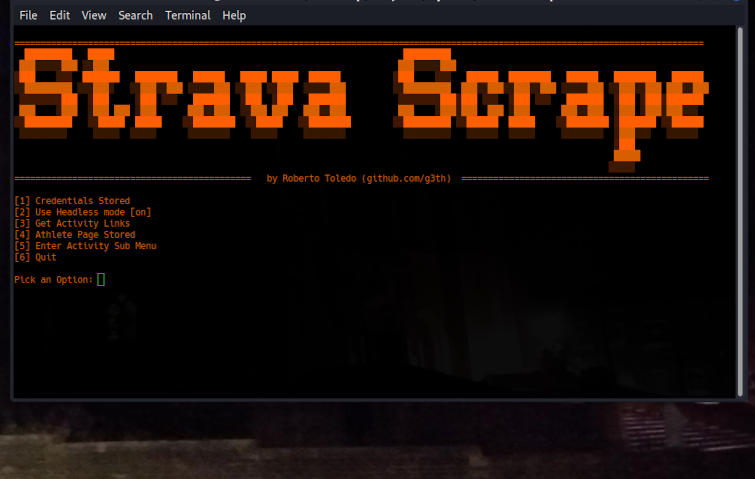 File Edit View Search Terminal Help
Strava Scrape
by Roberto Toledo (github.com/g3th)
[1] Credentials Stored
[2] Use Headless mode [on]
[3] Get Activity Links
[4] Athlete Page Stored
[5] Enter Activity Sub Menu
[6] Quit
Pick an Option: